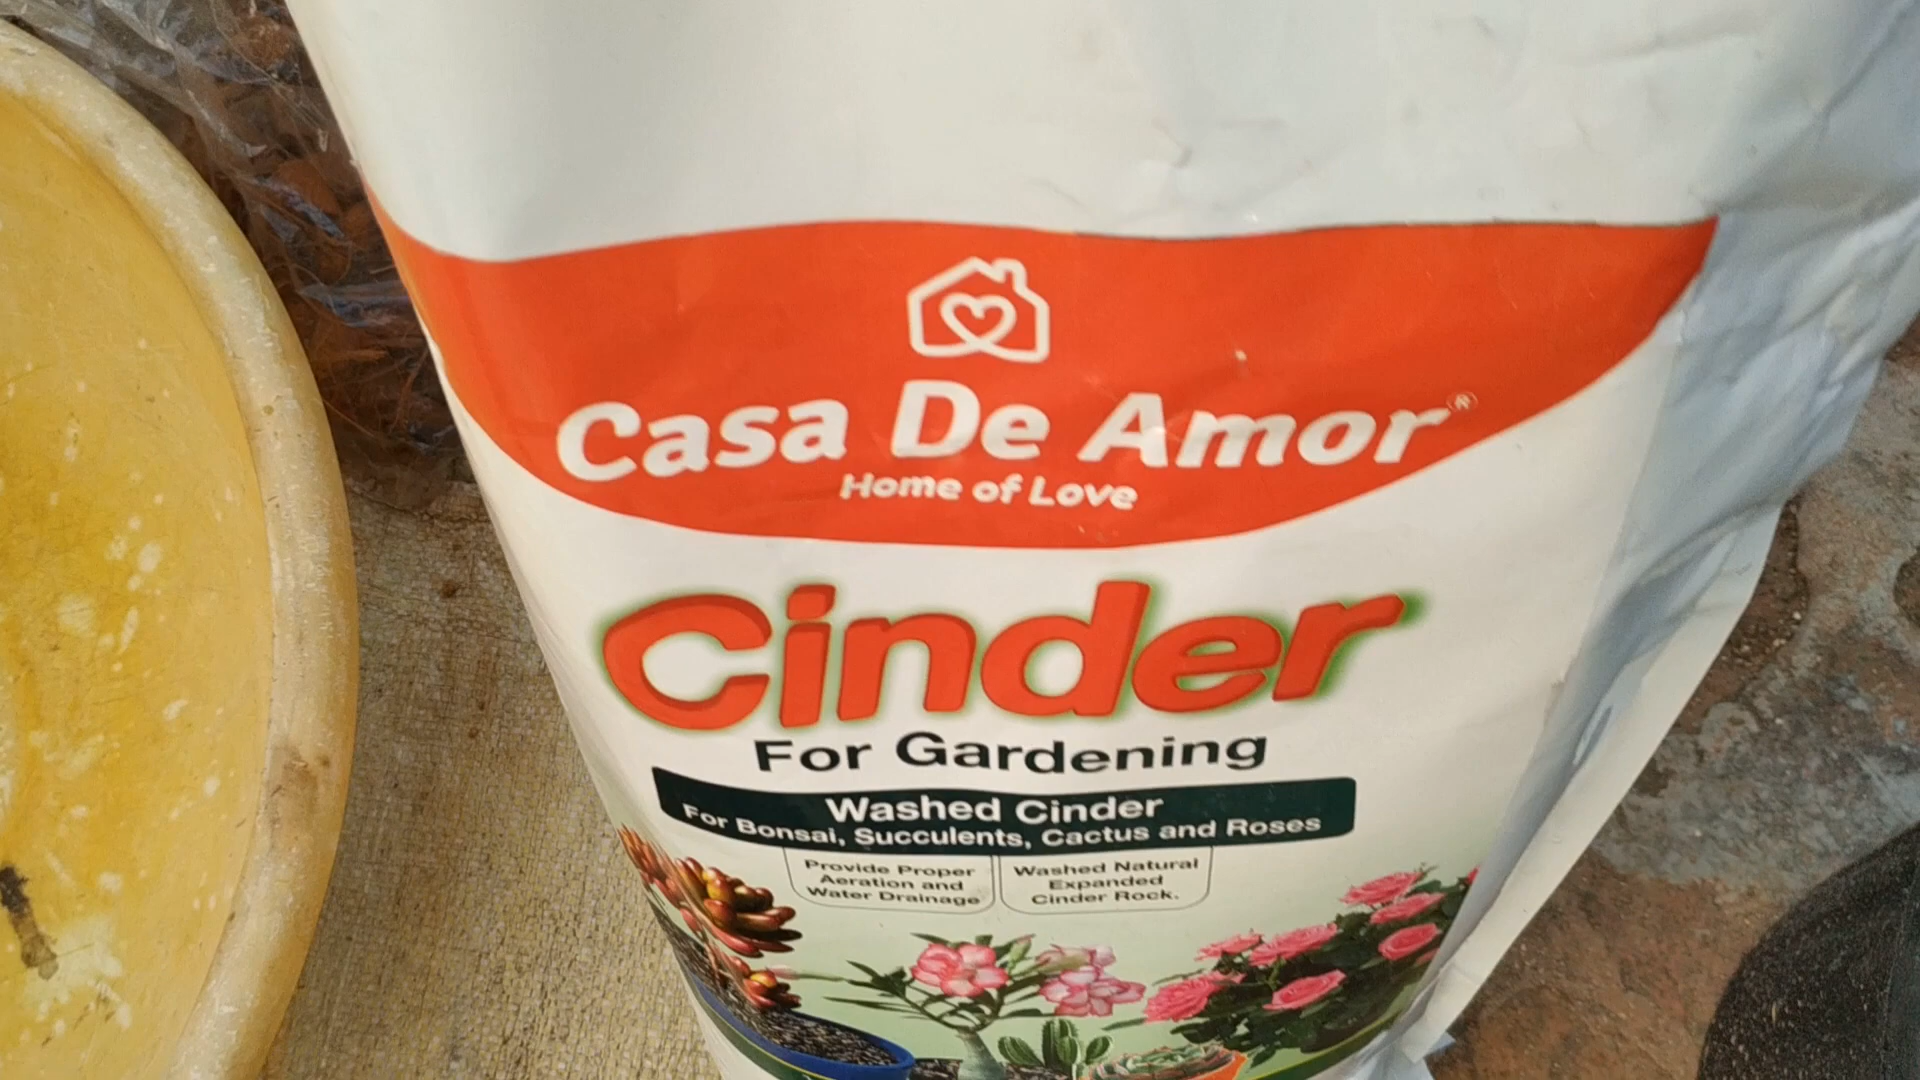 Casa De Amor®
Home of Love
Cinder
For Gardening
Washed Cinder
For Bonsai, Succulents, Cactus and Roses
Provide Proper
Aeration and
Water Drainage
Washed Natural
Expanded
Cinder Rock.